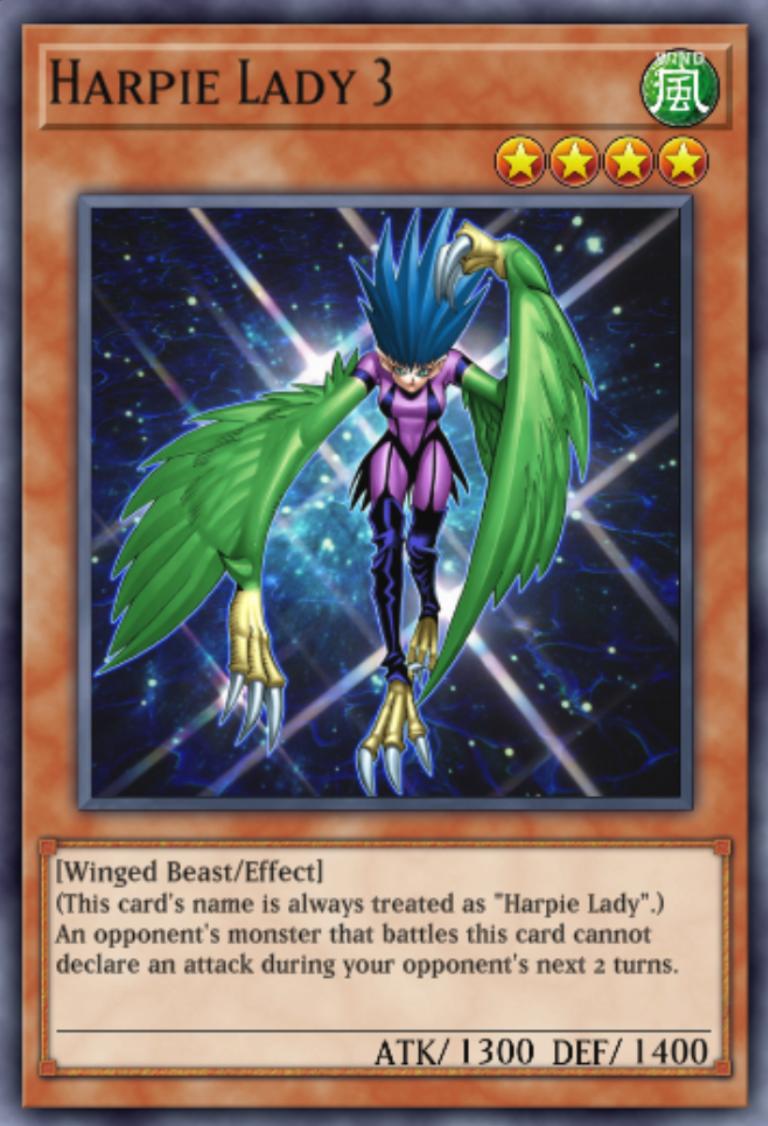 Harpie Lady 3
WIND
風
[Winged Beast/Effect]
(This card's name is always treated as "Harpie Lady".)
An opponent's monster that battles this card cannot
declare an attack during your opponent's next 2 turns.
ATK/ 1300 DEF/ 1400